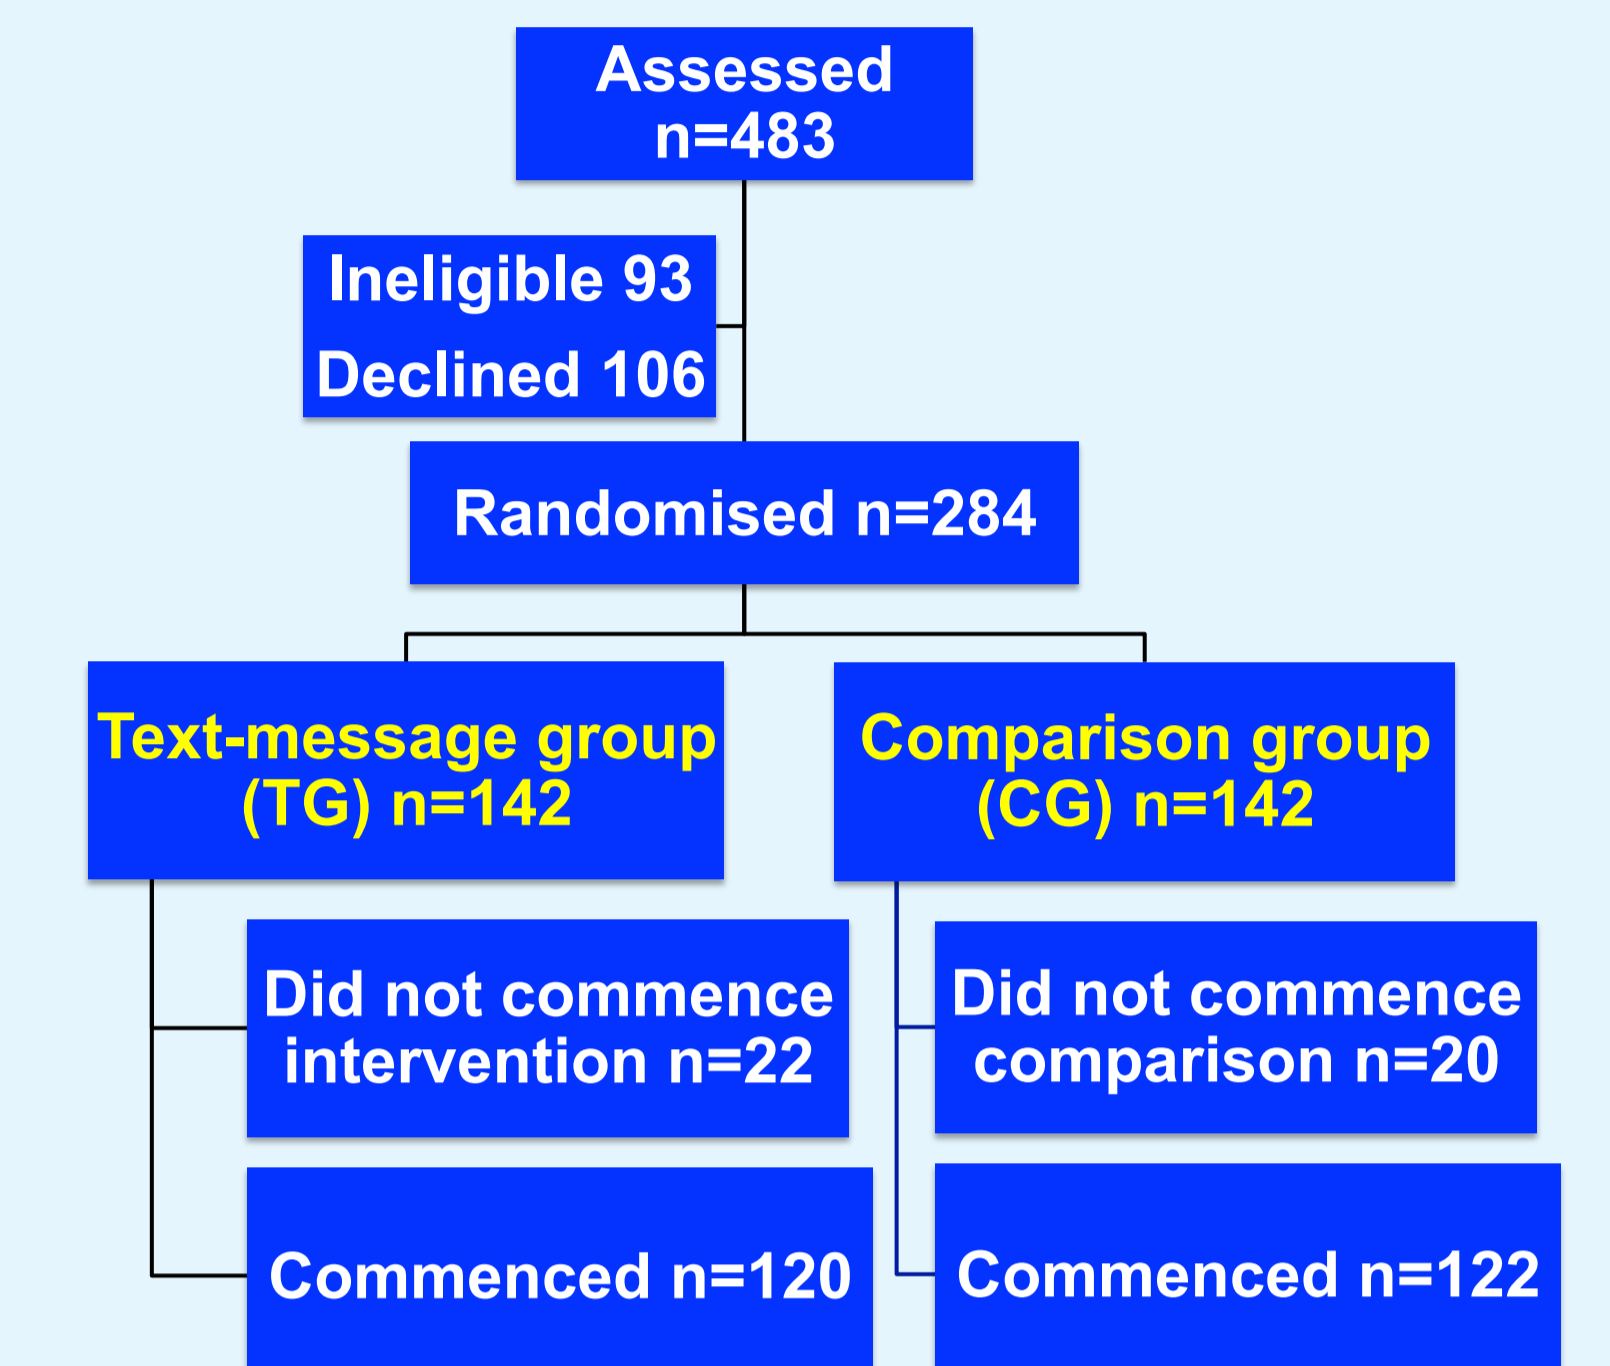 Assessed
n=483
Ineligible 93
Declined 106
Randomised n=284
Text-message group
(TG) n=142
Comparison group
(CG) n=142
Did not commence
intervention n=22
Did not commence
comparison n=20
Commenced n=120
Commenced n=122